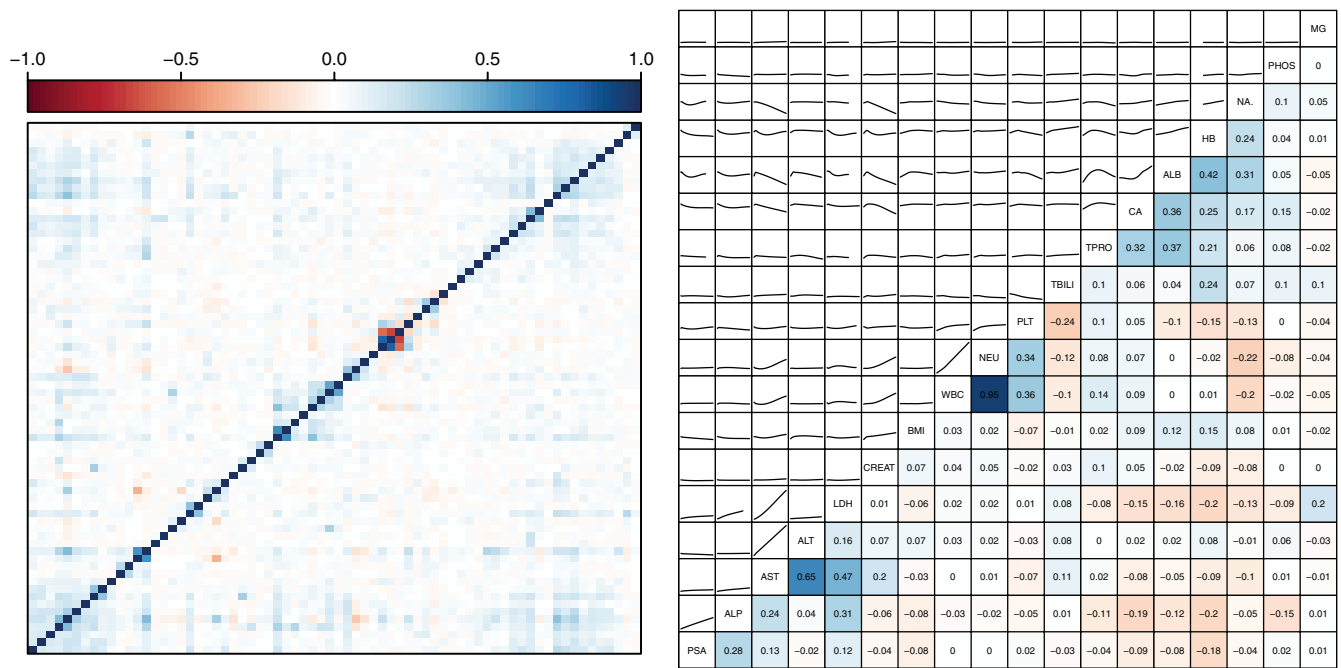 −1.0 −0.5 0.0 0.5 1.0
MG
PHOS 0
NA. 0.1 0.05
HB 0.24 0.04 0.01
ALB 0.42 0.31 0.05 −0.05
CA 0.36 0.25 0.17 0.15 −0.02
TPRO 0.32 0.37 0.21 0.06 0.08 −0.02
TBILI 0.1 0.06 0.04 0.24 0.07 0.1 0.1
PLT −0.24 0.1 0.05 −0.1 −0.15 −0.13 0 −0.04
NEU 0.34 −0.12 0.08 0.07 0 −0.02 −0.22 −0.08 −0.04
WBC 0.95 0.36 −0.1 0.14 0.09 0 0.01 −0.2 −0.02 −0.05
BMI 0.03 0.02 −0.07 −0.01 0.02 0.09 0.12 0.15 0.08 0.01 −0.02
CREAT 0.07 0.04 0.05 −0.02 0.03 0.1 0.05 −0.02 −0.09 −0.08 0 0
LDH 0.01 −0.06 0.02 0.02 0.01 0.08 −0.08 −0.15 −0.16 −0.2 −0.13 −0.09 0.2
ALT 0.16 0.07 0.07 0.03 0.02 −0.03 0.08 0 0.02 0.02 0.08 −0.01 0.06 −0.03
AST 0.65 0.47 0.2 −0.03 0 0.01 −0.07 0.11 0.02 −0.08 −0.05 −0.09 −0.1 0.01 −0.01
ALP 0.24 0.04 0.31 −0.06 −0.08 −0.03 −0.02 −0.05 0.01 −0.11 −0.19 −0.12 −0.2 −0.05 −0.15 0.01
PSA 0.28 0.13 −0.02 0.12 −0.04 −0.08 0 0 0.02 −0.03 −0.04 −0.09 −0.08 −0.18 −0.04 0.02 0.01